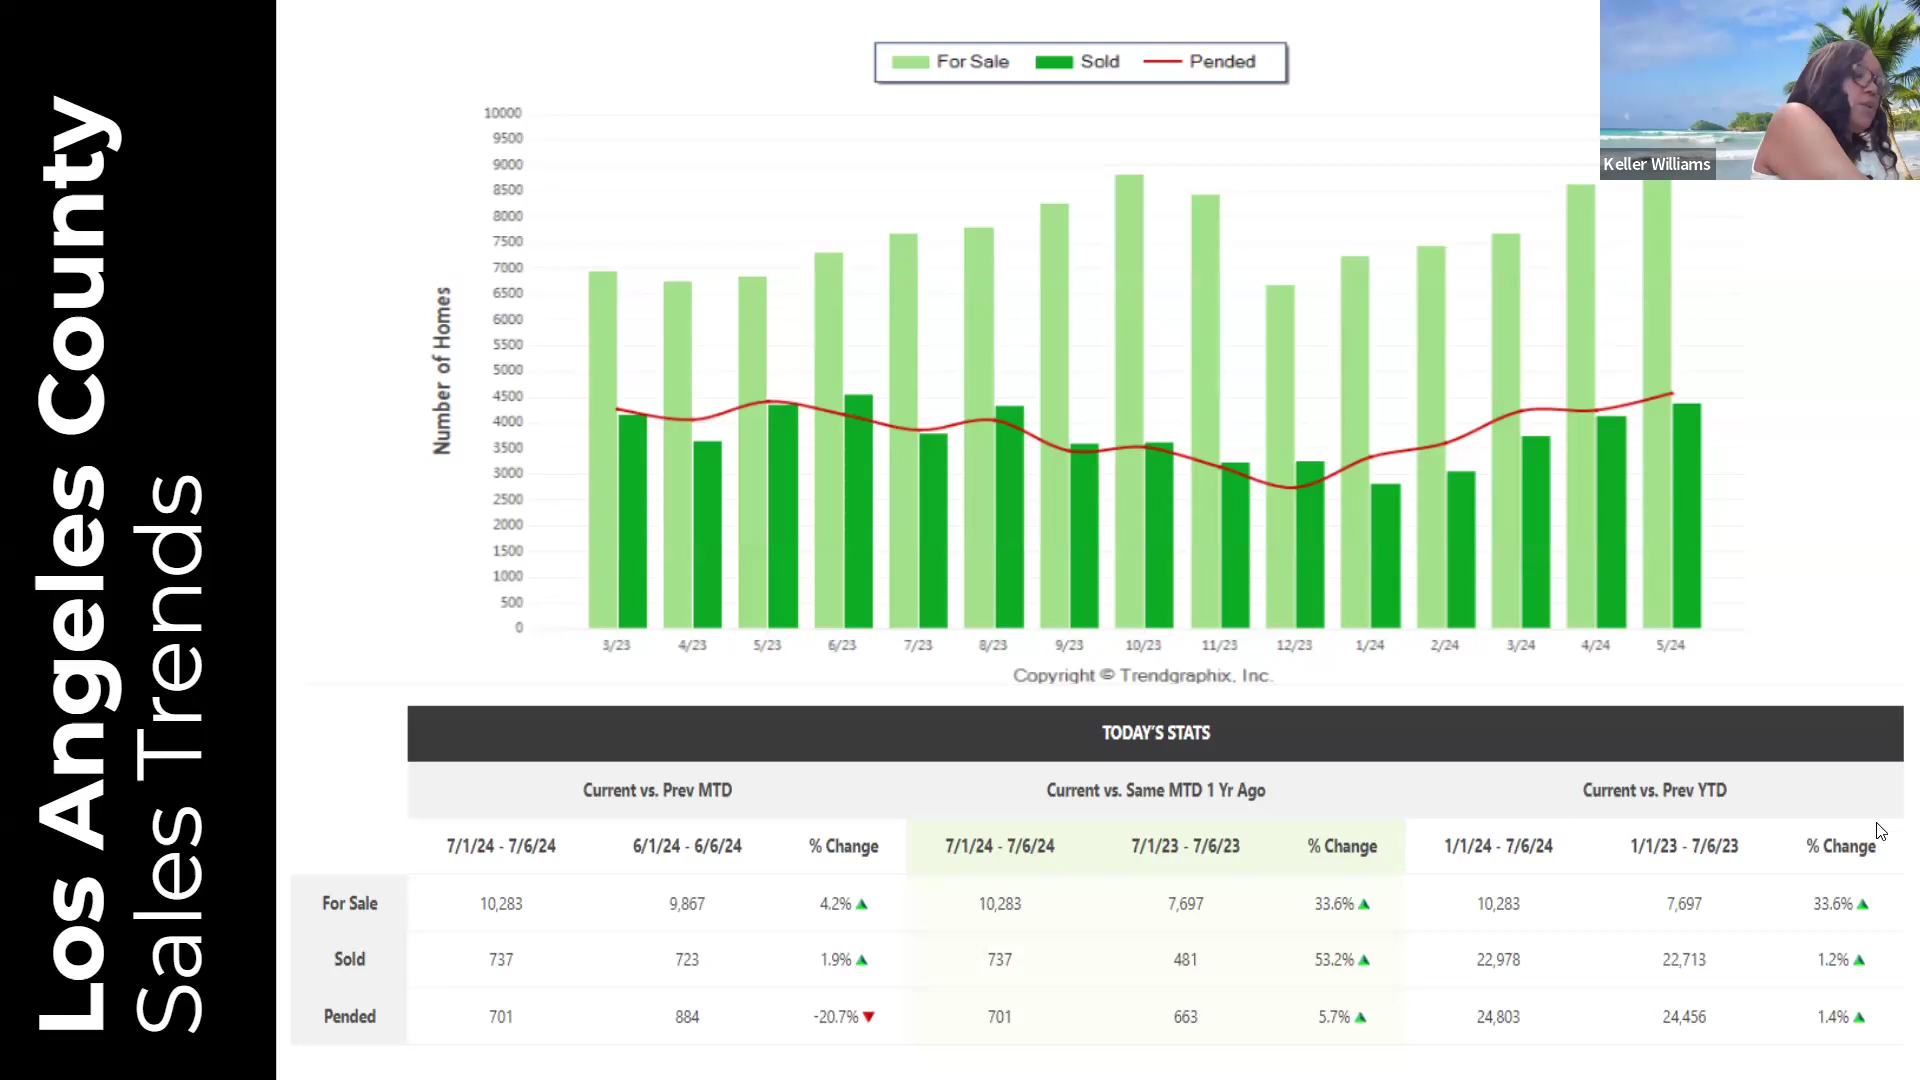 Los Angeles County
Sales Trends
For Sale Sold Pended
Keller Williams
Number of Homes
10000
9500
9000
8500
8000
7500
7000
6500
6000
5500
5000
4500
4000
3500
3000
2500
2000
1500
1000
500
0
3/23 4/23 5/23 6/23 7/23 8/23 9/23 10/23 11/23 12/23 1/24 2/24 3/24 4/24 5/24
Copyright © Trendgraphix, Inc.
TODAY'S STATS
Current vs. Prev MTD Current vs. Same MTD 1 Yr Ago Current vs. Prev YTD
7/1/24 - 7/6/24 6/1/24 - 6/6/24 % Change 7/1/24 - 7/6/24 7/1/23 - 7/6/23 % Change 1/1/24 - 7/6/24 1/1/23 - 7/6/23 % Change
For Sale 10,283 9,867 4.2% 10,283 7,697 33.6% 10,283 7,697 33.6%
Sold 737 723 1.9% 737 481 53.2% 22,978 22,713 1.2%
Pended 701 884 -20.7% 701 663 5.7% 24,803 24,456 1.4%